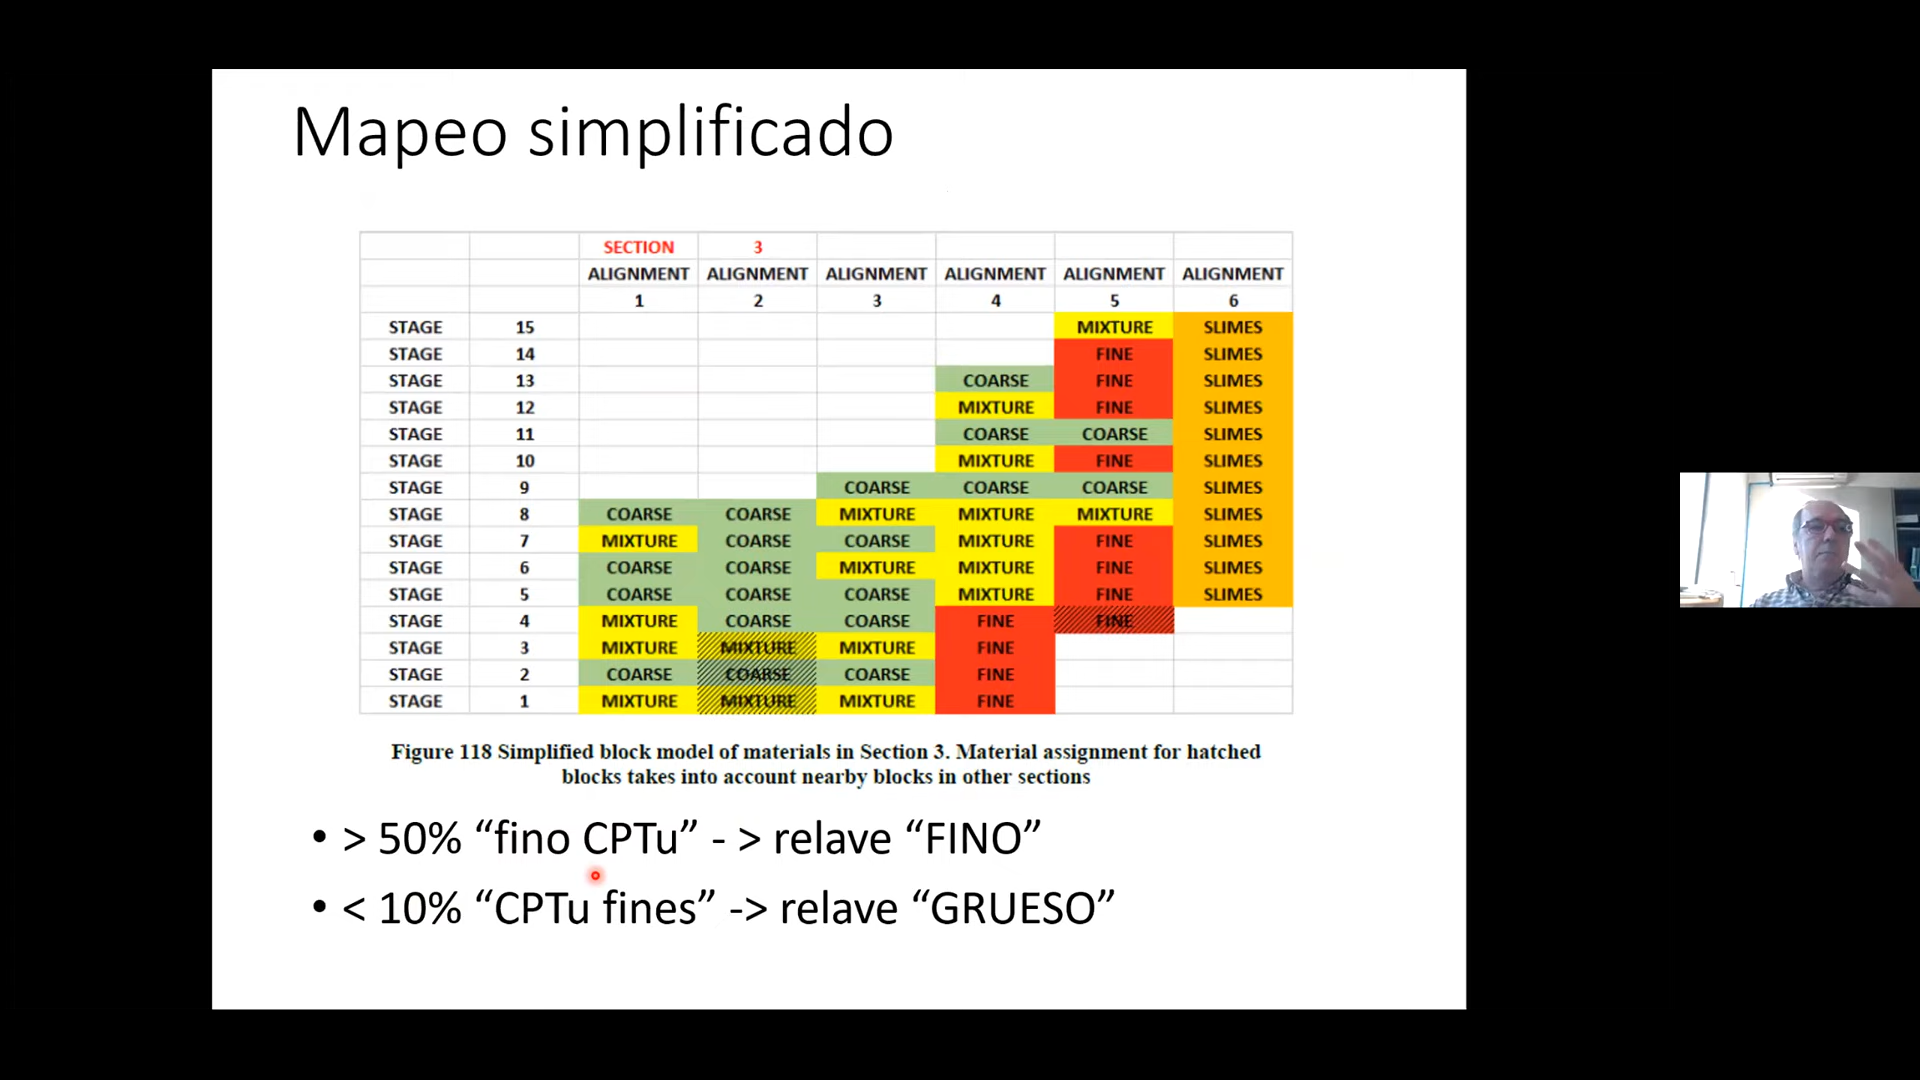 Mapeo simplificado
SECTION 3
ALIGNMENT ALIGNMENT ALIGNMENT ALIGNMENT ALIGNMENT ALIGNMENT
1 2 3 4 5 6
STAGE 15 MIXTURE SLIMES
STAGE 14 FINE SLIMES
STAGE 13 COARSE FINE SLIMES
STAGE 12 MIXTURE FINE SLIMES
STAGE 11 COARSE COARSE SLIMES
STAGE 10 MIXTURE FINE SLIMES
STAGE 9 COARSE COARSE COARSE SLIMES
STAGE 8 COARSE COARSE MIXTURE MIXTURE MIXTURE SLIMES
STAGE 7 MIXTURE COARSE COARSE MIXTURE FINE SLIMES
STAGE 6 COARSE COARSE MIXTURE MIXTURE FINE SLIMES
STAGE 5 COARSE COARSE COARSE MIXTURE FINE SLIMES
STAGE 4 MIXTURE COARSE COARSE FINE FINE
STAGE 3 MIXTURE MIXTURE MIXTURE FINE
STAGE 2 COARSE COARSE COARSE FINE
STAGE 1 MIXTURE MIXTURE MIXTURE FINE
Figure 118 Simplified block model of materials in Section 3. Material assignment for hatched
blocks takes into account nearby blocks in other sections
• > 50% “fino CPTu” - > relave “FINO”
• < 10% “CPTu fines” -> relave “GRUESO”